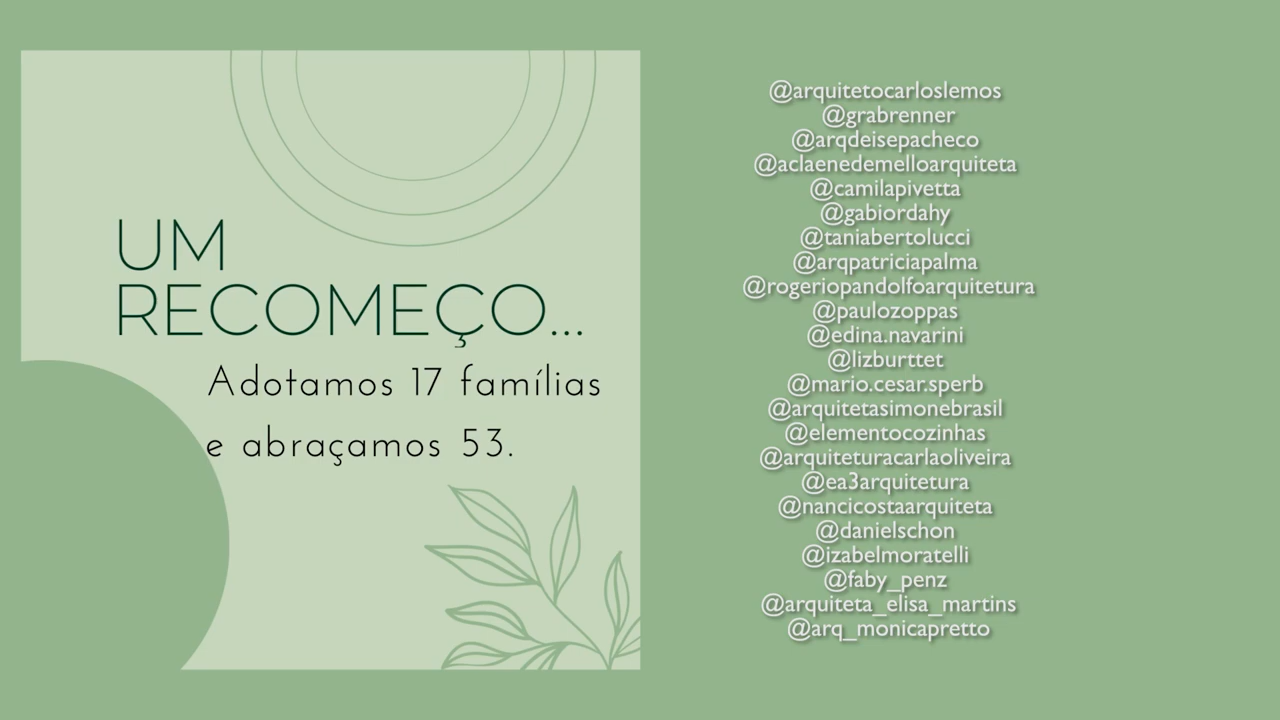 UM
RECOMEÇO...
Adotamos 17 famílias
e abraçamos 53.
@arquitetocarloslemos
@grabrenner
@arqdeisepacheco
@aclaenedemelloarquiteta
@camilapivetta
@gabiordahy
@taniabertolucci
@arqpatriciapalma
@rogeriopandolfoarquitetura
@paulozoppas
@edina.navarini
@lizburttet
@mario.cesar.sperb
@arquitetasimonebrasil
@elementocozinhas
@arquiteturacarlaoliveira
@ea3arquitetura
@nancicostaarquiteta
@danielschon
@izabelmoratelli
@faby_penz
@arquiteta_elisa_martins
@arq_monicapretto